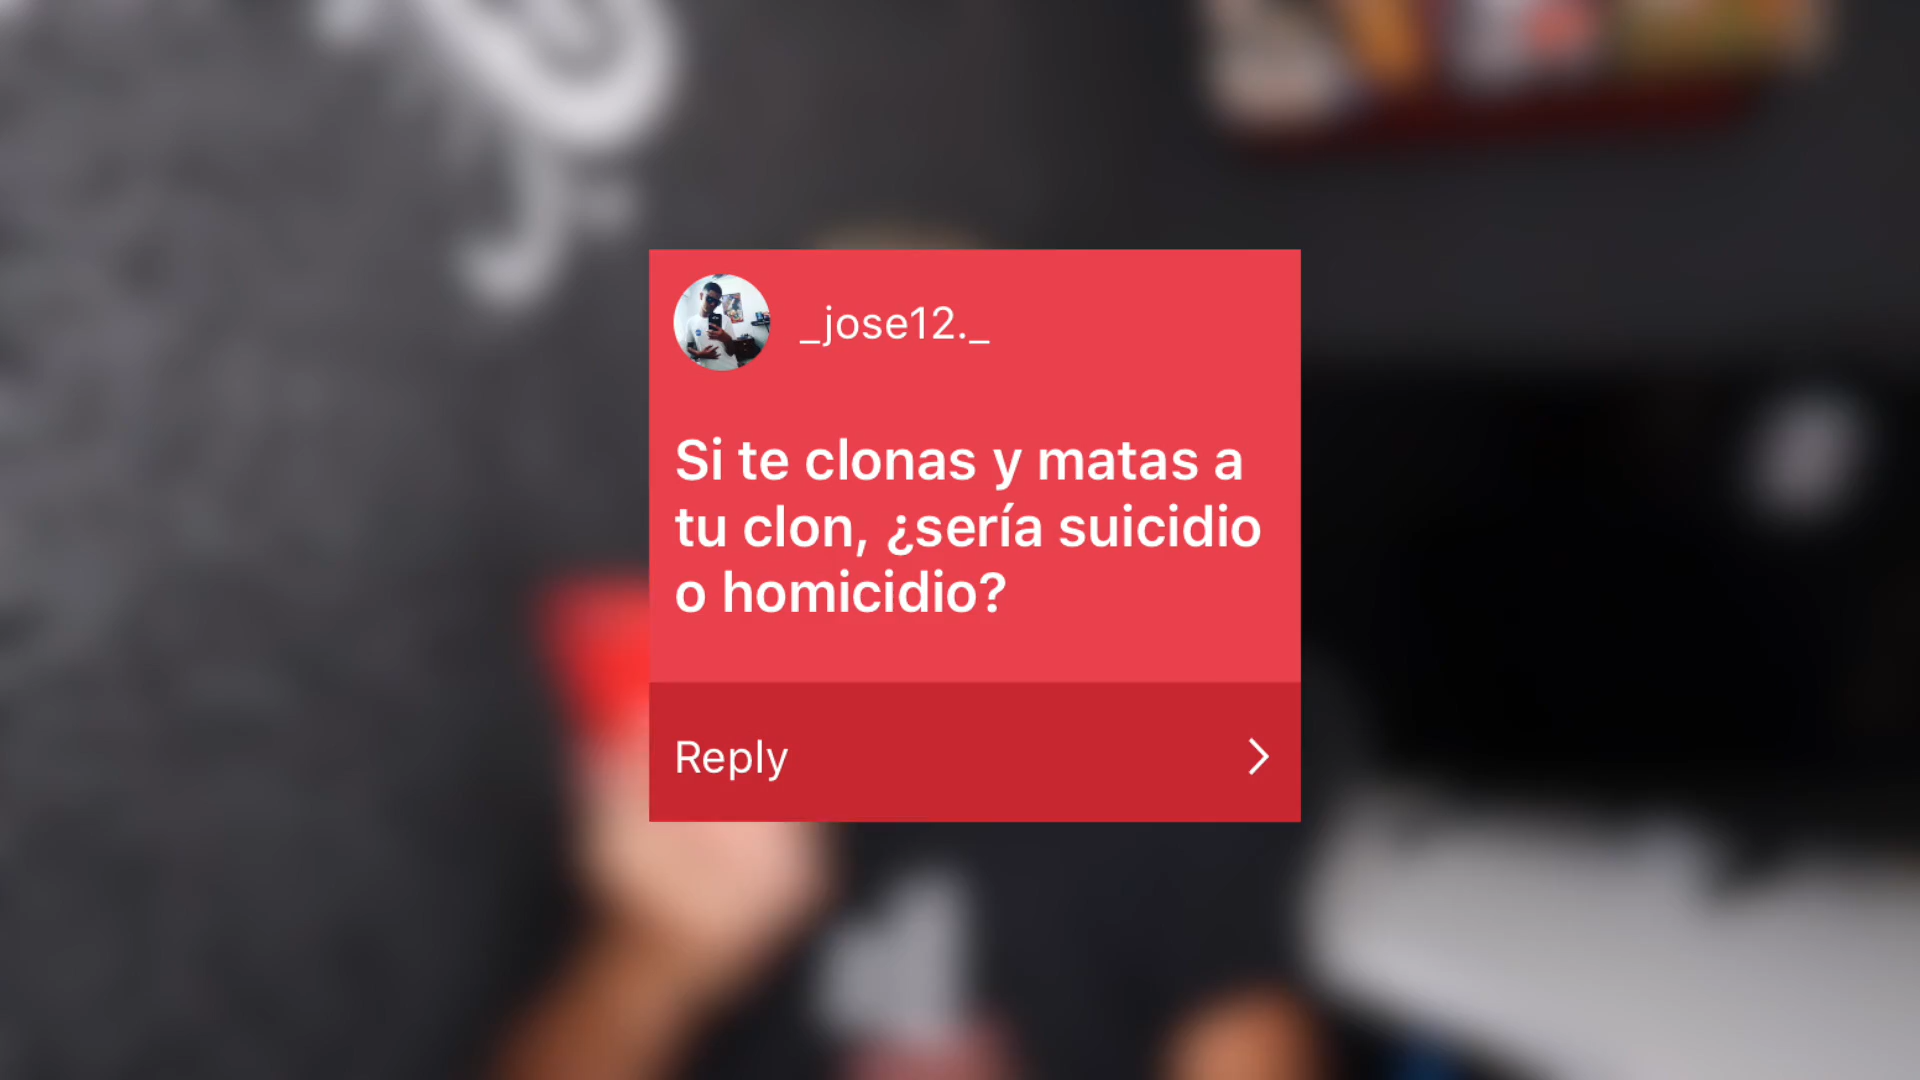 _jose12._
Si te clonas y matas a
tu clon, ¿sería suicidio
o homicidio?
Reply